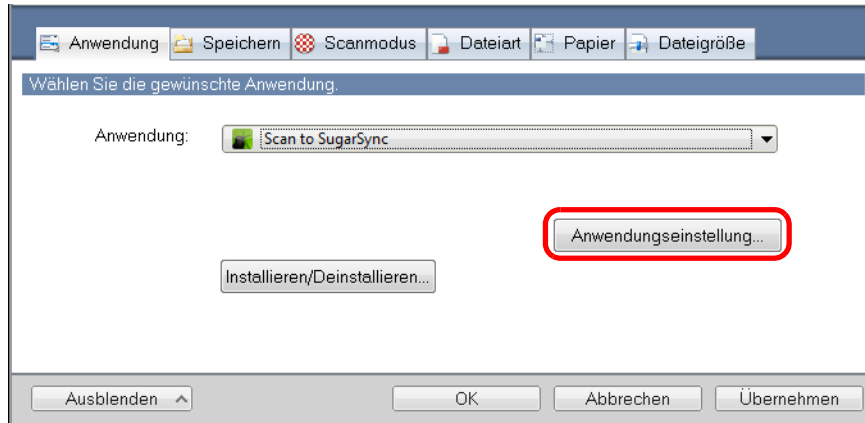 Anwendung Speichern Scanmodus Dateiart Papier Dateigröße
Wählen Sie die gewünschte Anwendung.
Anwendung: Scan to SugarSync
Anwendungseinstellung...
Installieren/Deinstallieren...
Ausblenden OK Abbrechen Übernehmen